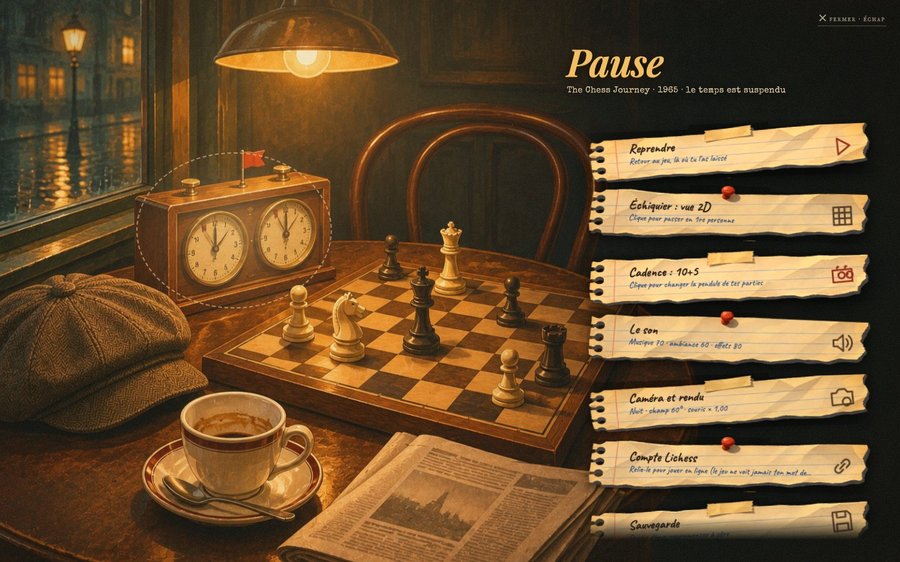 FERMER · ÉCHAP
Pause
The Chess Journey · 1965 · le temps est suspendu
Reprendre
Retour au jeu, là où tu l'as laissé
Échiquier : vue 2D
Clique pour passer en 1re personne
Cadence : 10+5
Clique pour changer la pendule de tes parties
Le son
Musique 70 · ambiance 60 · effets 80
Caméra et rendu
Nuit · champ 60° · souris × 1,00
Compte Lichess
Relie-le pour jouer en ligne (le jeu ne voit jamais ton mot de…
Sauvegarde